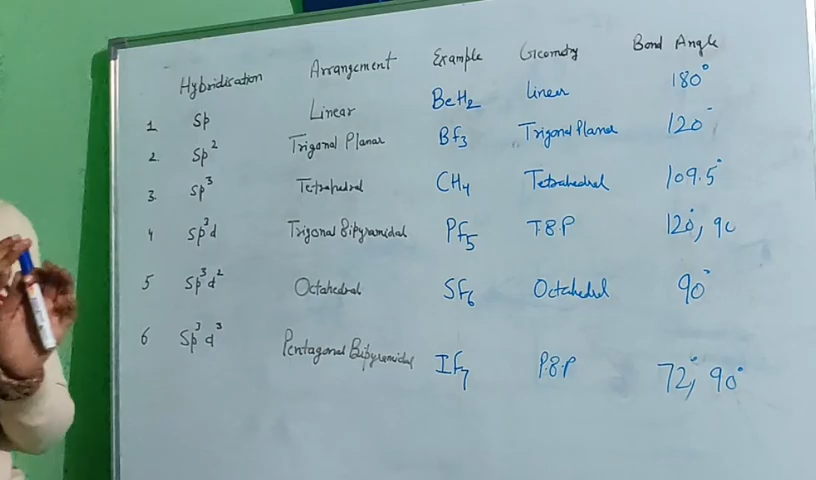 Hybridisation Arrangement Example Geometry Bond Angle
1 Sp Linear BeH₂ Linear 180°
2. Sp² Trigonal Planar Bf₃ Trigonal Planar 120°
3. Sp³ Tetrahedral CH₄ Tetrahedral 109.5°
4 Sp³d Trigonal Bipyramidal PF₅ T.B.P 120°, 90
5 Sp³d² Octahedral SF₆ Octahedral 90°
6 Sp³d³ Pentagonal Bipyramidal IF₇ P.B.P 72°, 90°